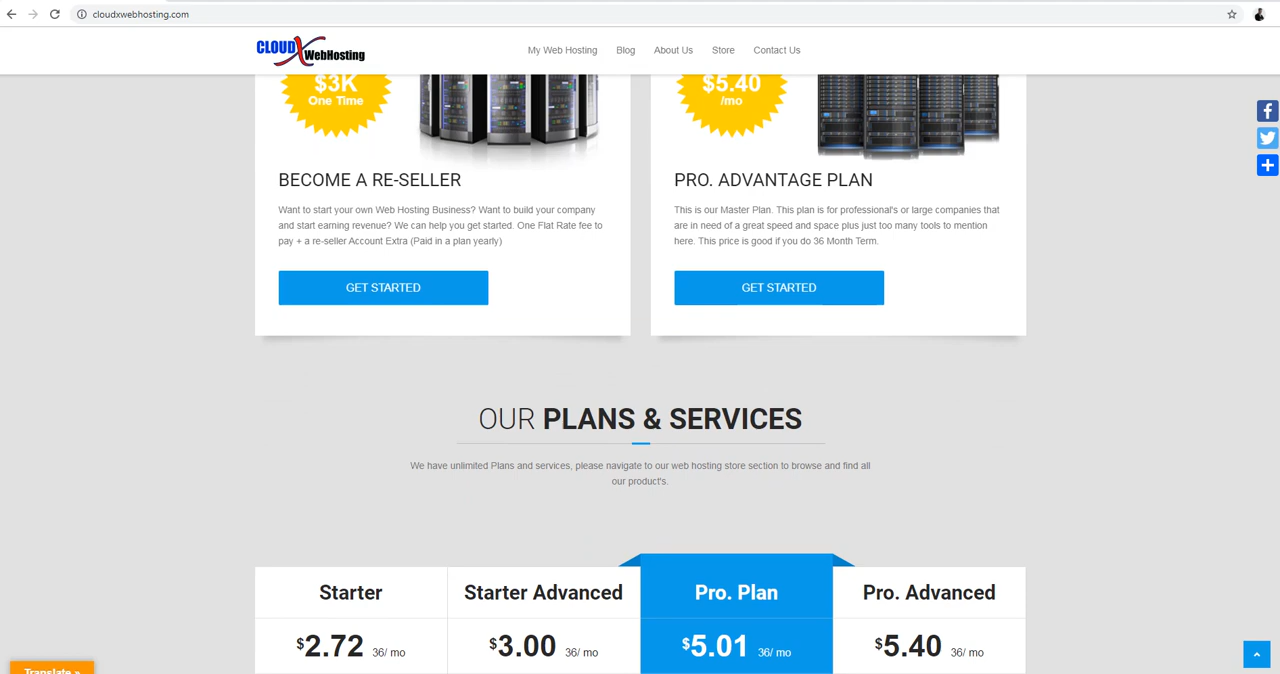 cloudxwebhosting.com
CLOUDX WebHosting
My Web Hosting
Blog
About Us
Store
Contact Us
$3K
One Time
$5.40
/mo
BECOME A RE-SELLER
Want to start your own Web Hosting Business? Want to build your company
and start earning revenue? We can help you get started. One Flat Rate fee to
pay + a re-seller Account Extra (Paid in a plan yearly)
GET STARTED
PRO. ADVANTAGE PLAN
This is our Master Plan. This plan is for professional's or large companies that
are in need of a great speed and space plus just too many tools to mention
here. This price is good if you do 36 Month Term.
GET STARTED
OUR PLANS & SERVICES
We have unlimited Plans and services, please navigate to our web hosting store section to browse and find all
our product's.
Starter
$2.72 36/ mo
Starter Advanced
$3.00 36/ mo
Pro. Plan
$5.01 36/ mo
Pro. Advanced
$5.40 36/ mo
Translate »